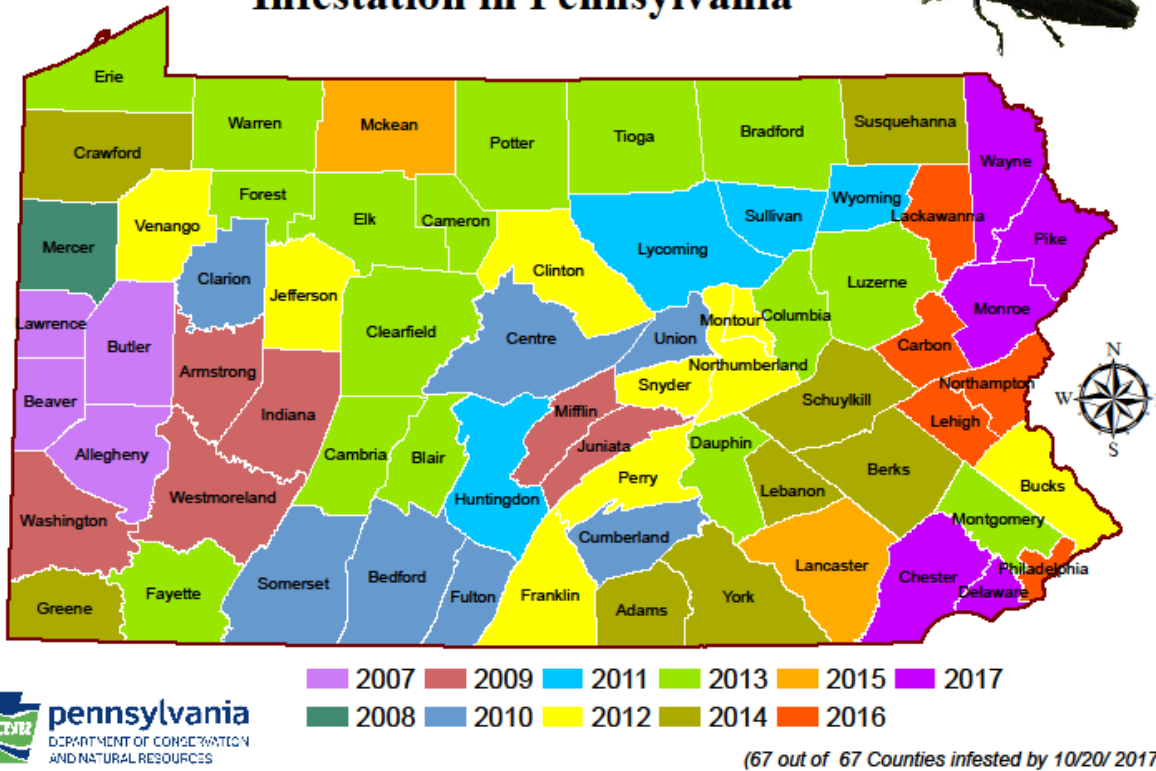 Infestation in Pennsylvania
Erie
Warren
Mckean
Potter
Tioga
Bradford
Susquehanna
Wayne
Crawford
Forest
Elk
Cameron
Venango
Mercer
Clarion
Jefferson
Clinton
Lycoming
Sullivan
Wyoming
Lackawanna
Pike
Luzerne
Monroe
Lawrence
Butler
Clearfield
Centre
Union
Montour
Columbia
Carbon
Armstrong
Northumberland
Northampton
Beaver
Indiana
Snyder
Mifflin
Juniata
Schuylkill
Lehigh
Allegheny
Cambria
Blair
Dauphin
Perry
Berks
Lebanon
Bucks
Washington
Westmoreland
Huntingdon
Montgomery
Cumberland
Lancaster
Philadelphia
Greene
Fayette
Somerset
Bedford
Fulton
Franklin
Adams
York
Chester
Delaware
N
W
S
2007 2009 2011 2013 2015 2017
2008 2010 2012 2014 2016
pennsylvania
DEPARTMENT OF CONSERVATION
AND NATURAL RESOURCES
(67 out of 67 Counties infested by 10/20/ 2017